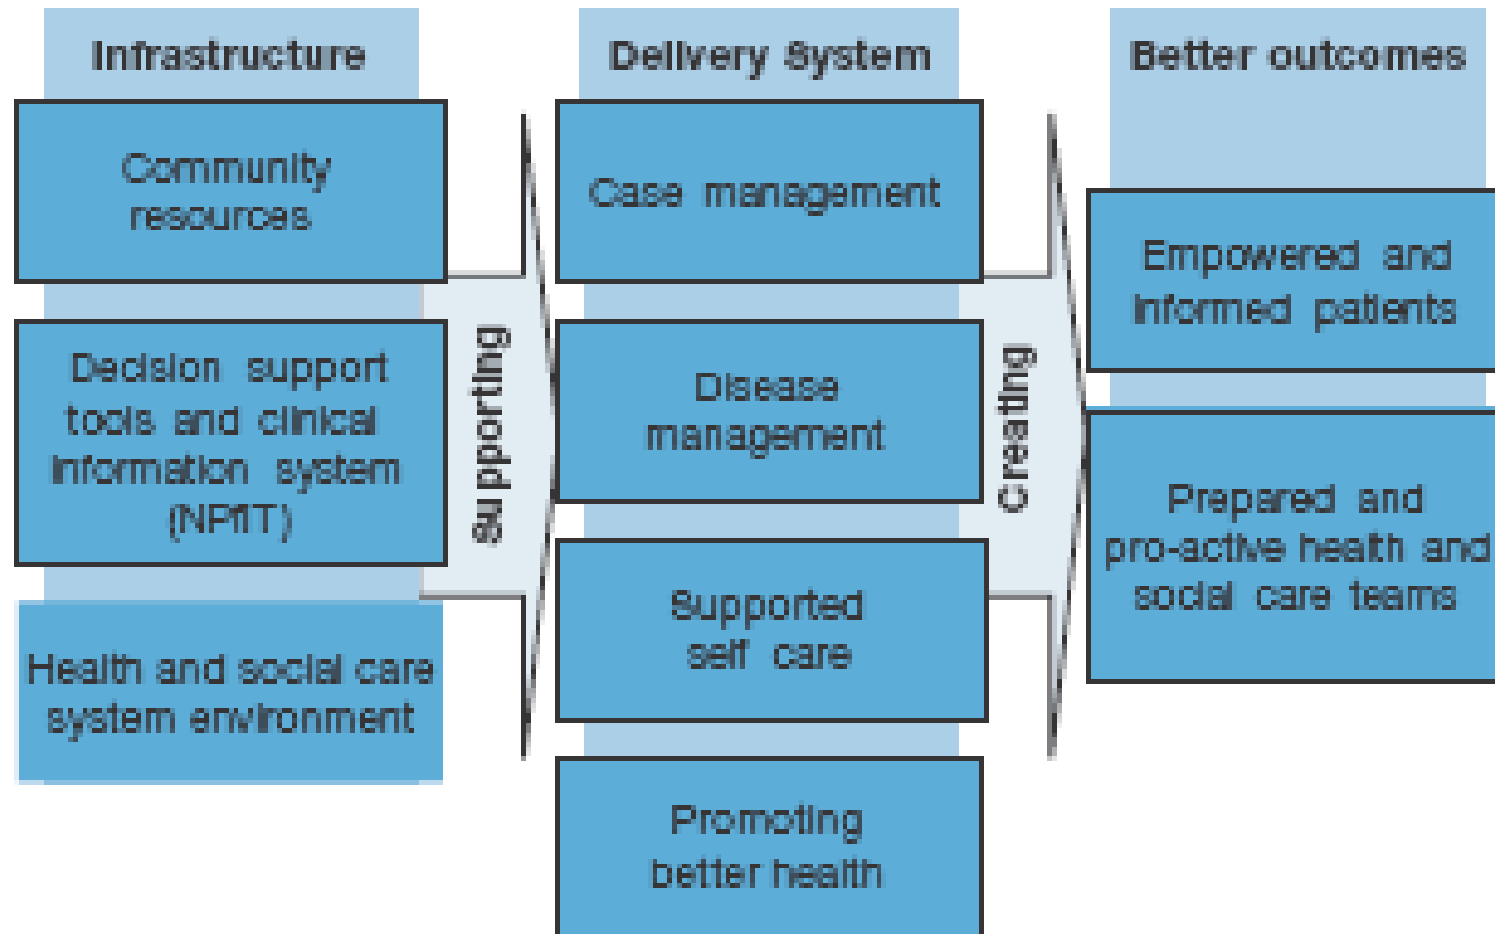 Infrastructure
Community
resources
Decision support
tools and clinical
information system
(NPfIT)
Health and social care
system environment
Supporting
Delivery System
Case management
Disease
management
Supported
self care
Promoting
better health
Creating
Better outcomes
Empowered and
informed patients
Prepared and
pro-active health and
social care teams